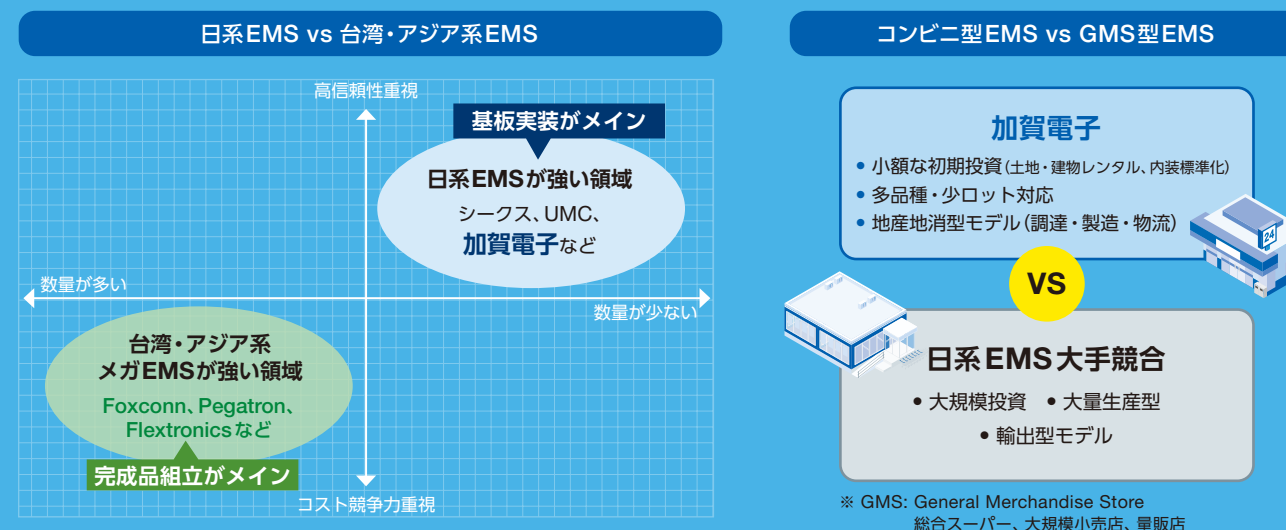 日系EMS vs 台湾・アジア系EMS
高信頼性重視
基板実装がメイン
日系EMSが強い領域
シークス、UMC、
加賀電子など
数量が多い
数量が少ない
台湾・アジア系
メガEMSが強い領域
Foxconn、Pegatron、
Flextronicsなど
完成品組立がメイン
コスト競争力重視
コンビニ型EMS vs GMS型EMS
加賀電子
• 小額な初期投資(土地・建物レンタル、内装標準化)
• 多品種・少ロット対応
• 地産地消型モデル(調達・製造・物流)
24
VS
日系EMS大手競合
• 大規模投資 • 大量生産型
• 輸出型モデル
※ GMS: General Merchandise Store
総合スーパー、大規模小売店、量販店